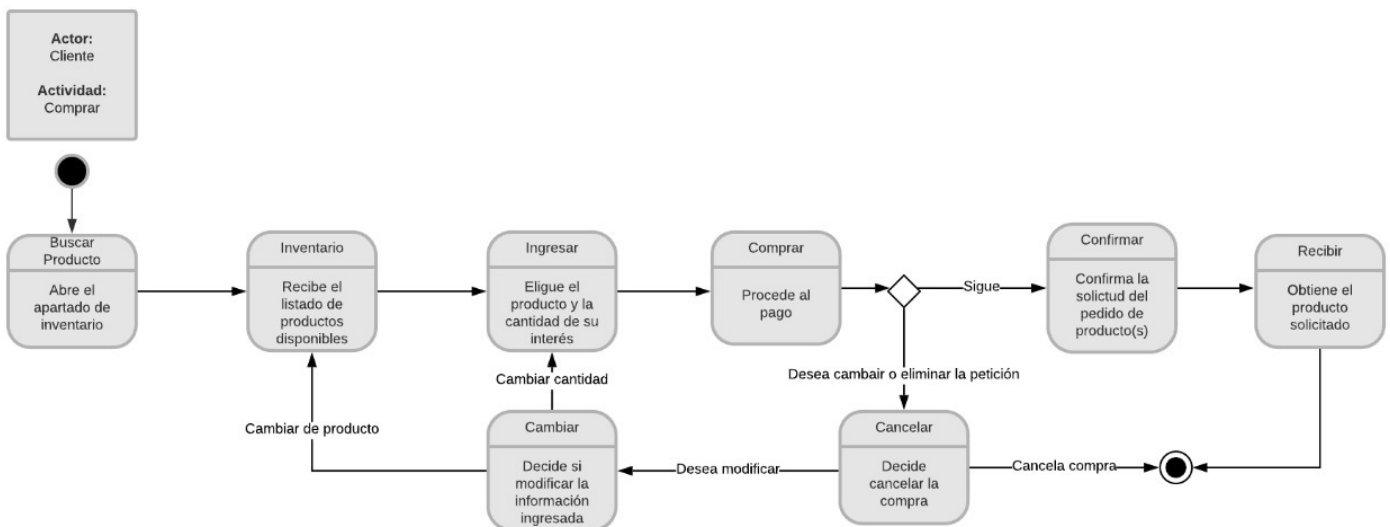 Actor:
Cliente
Actividad:
Comprar
Buscar
Producto
Abre el
apartado de
inventario
Inventario
Recibe el
listado de
productos
disponibles
Ingresar
Eligue el
producto y la
cantidad de su
interés
Comprar
Procede al
pago
Sigue
Confirmar
Confirma la
solictud del
pedido de
producto(s)
Recibir
Obtiene el
producto
solicitado
Desea cambair o eliminar la petición
Cambiar cantidad
Cambiar de producto
Cambiar
Decide si
modificar la
información
ingresada
Desea modificar
Cancelar
Decide
cancelar la
compra
Cancela compra